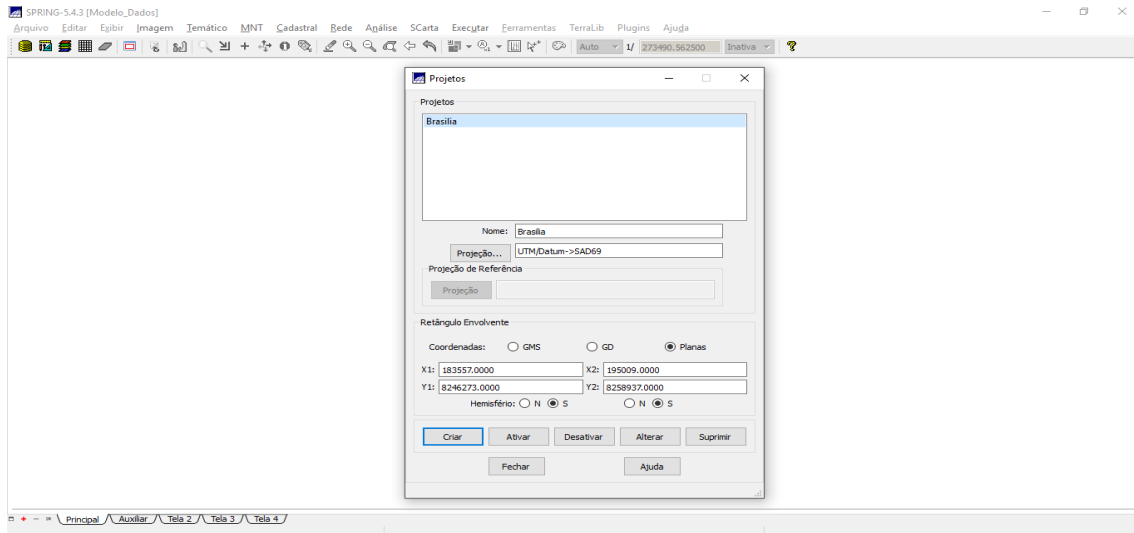 SPRING-5.4.3 [Modelo_Dados]
Arquivo Editar Exibir Imagem Temático MNT Cadastral Rede Análise SCarta Executar Ferramentas TerraLib Plugins Ajuda
Auto 1/ 273490.562500 Inativa
Projetos
Projetos
Brasilia
Nome: Brasilia
Projeção... UTM/Datum->SAD69
Projeção de Referência
Projeção
Retângulo Envolvente
Coordenadas: GMS GD Planas
X1: 183557.0000 X2: 195009.0000
Y1: 8246273.0000 Y2: 8258937.0000
Hemisfério: N S N S
Criar Ativar Desativar Alterar Suprimir
Fechar Ajuda
Principal Auxiliar Tela 2 Tela 3 Tela 4